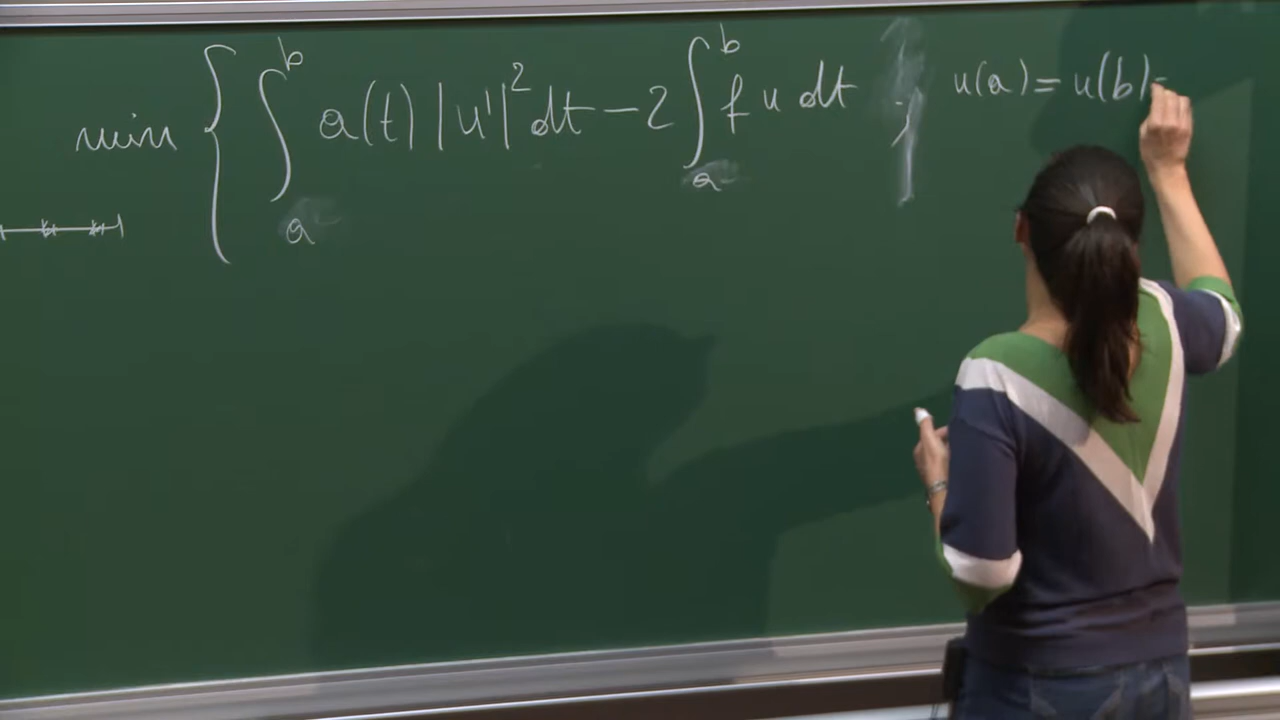 min { ∫_a^b a(t) |u'|² dt − 2 ∫_a^b f u dt ; u(a) = u(b) =